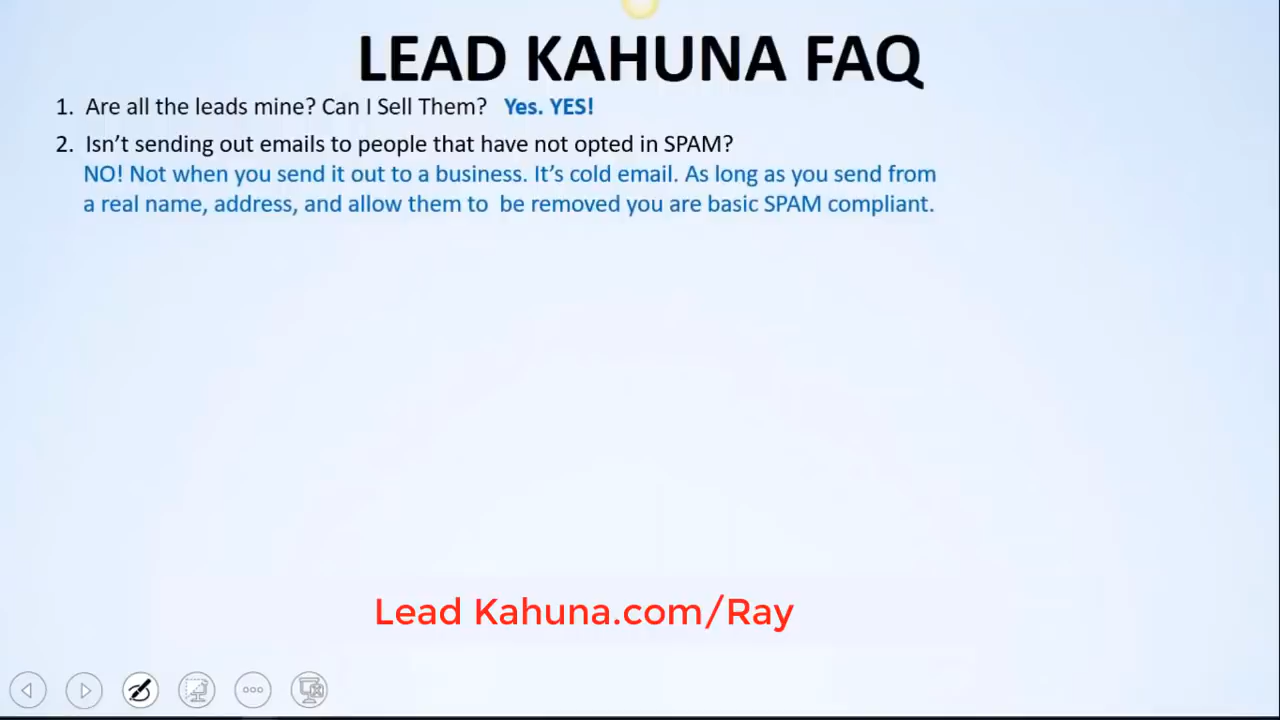 LEAD KAHUNA FAQ
1. Are all the leads mine? Can I Sell Them? Yes. YES!
2. Isn't sending out emails to people that have not opted in SPAM?
NO! Not when you send it out to a business. It's cold email. As long as you send from
a real name, address, and allow them to be removed you are basic SPAM compliant.
Lead Kahuna.com/Ray